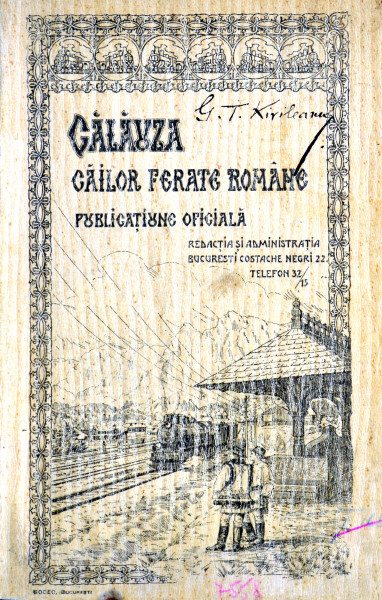 G. T. Kirileanu
CĂLĂUZA
CĂILOR FERATE ROMÂNE
PUBLICAȚIUNE OFICIALĂ
REDACȚIA ȘI ADMINISTRAȚIA
BUCUREȘTI COSTACHE NEGRI 22.
TELEFON 32/15
SOCEC, BUCUREȘTI